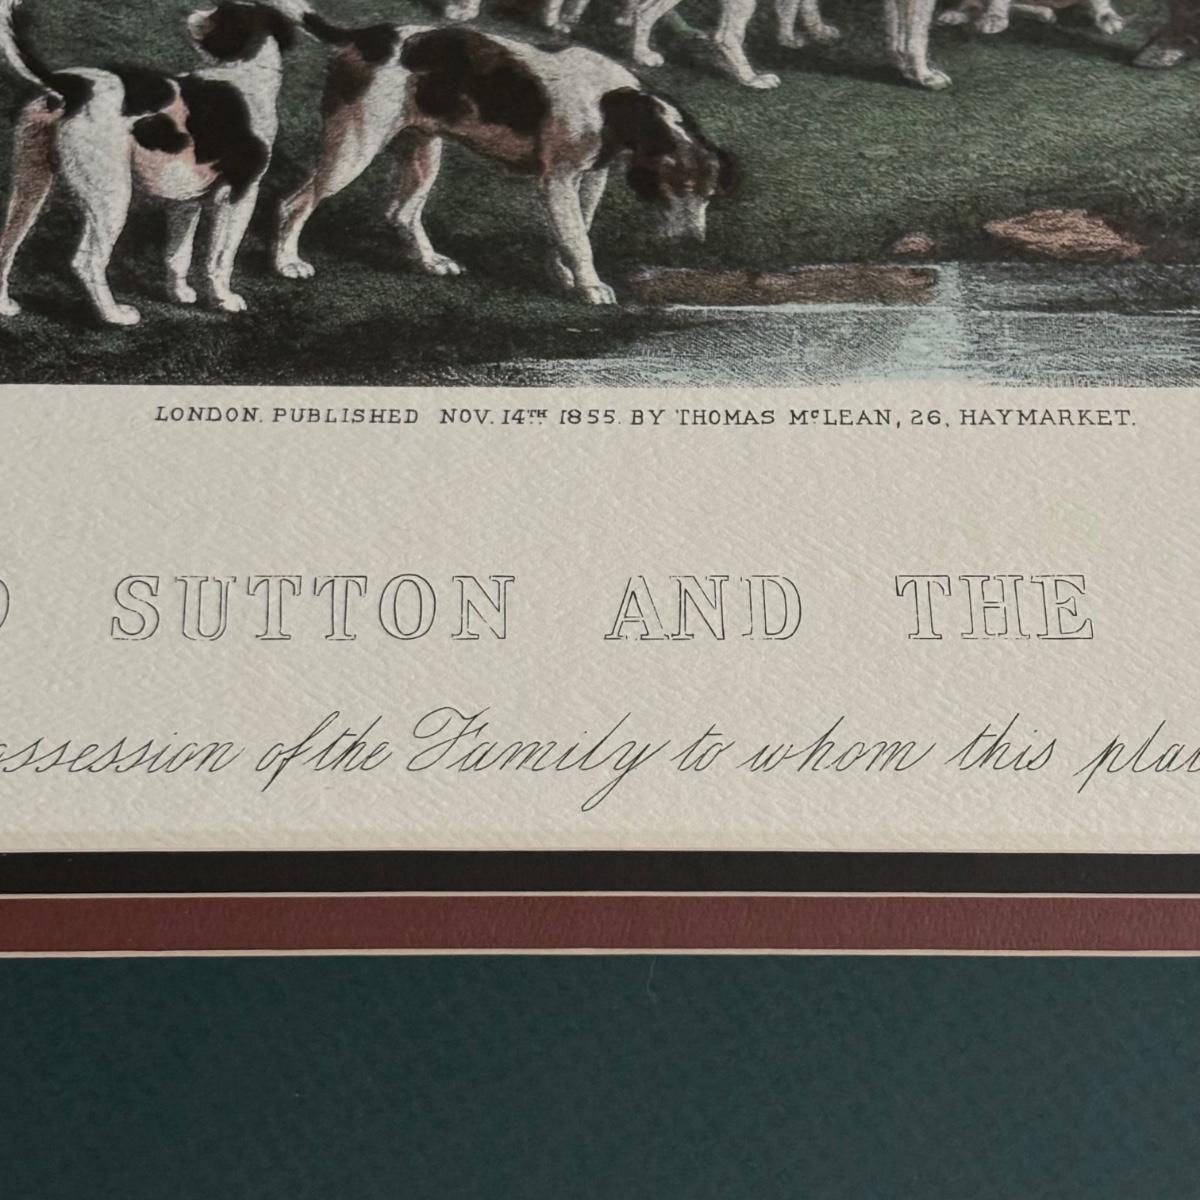 LONDON. PUBLISHED NOV. 14TH 1855. BY THOMAS McLEAN, 26, HAYMARKET.
SUTTON AND THE
of the Family to whom this